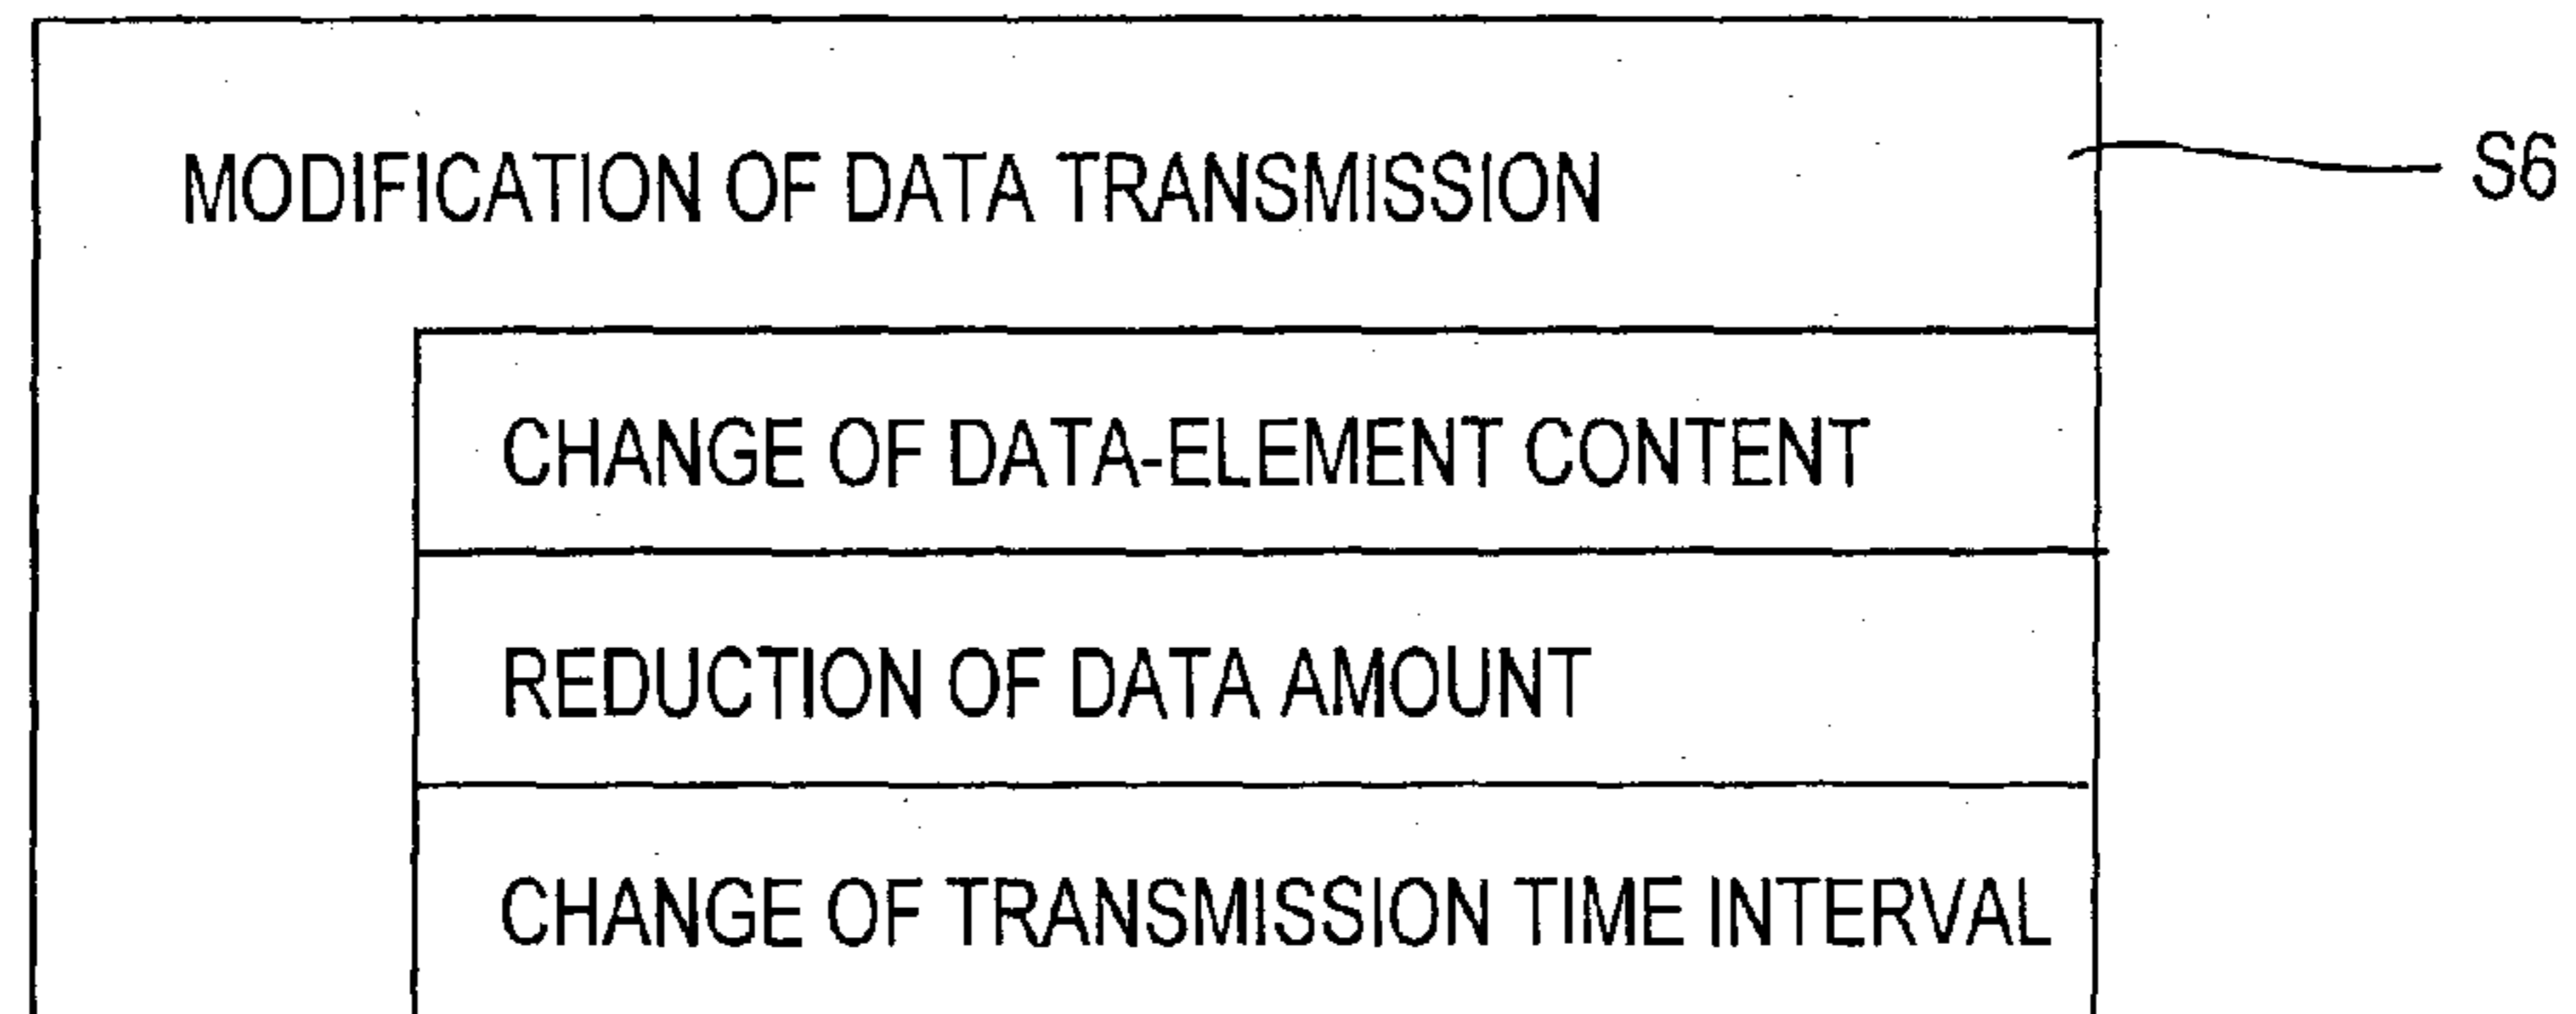 MODIFICATION OF DATA TRANSMISSION
S6
CHANGE OF DATA-ELEMENT CONTENT
REDUCTION OF DATA AMOUNT
CHANGE OF TRANSMISSION TIME INTERVAL